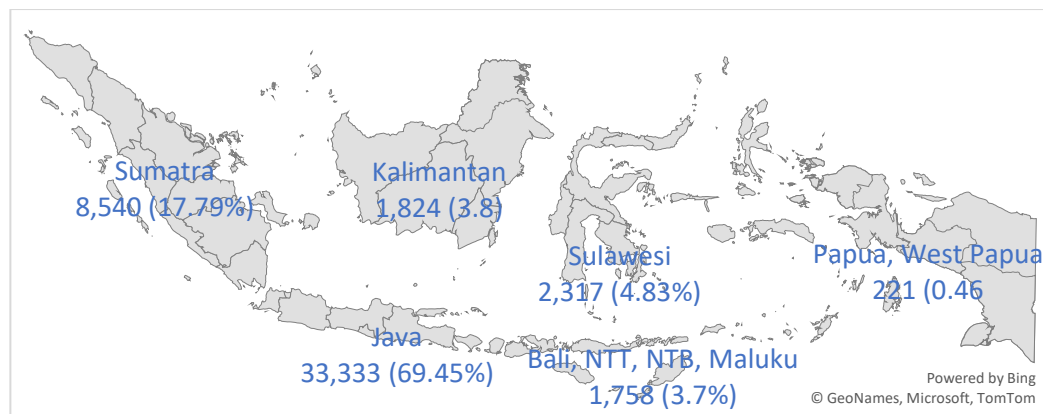 Sumatra
8,540 (17.79%)
Kalimantan
1,824 (3.8)
Sulawesi
2,317 (4.83%)
Papua, West Papua
221 (0.46
Java
33,333 (69.45%)
Bali, NTT, NTB, Maluku
1,758 (3.7%)
Powered by Bing
© GeoNames, Microsoft, TomTom